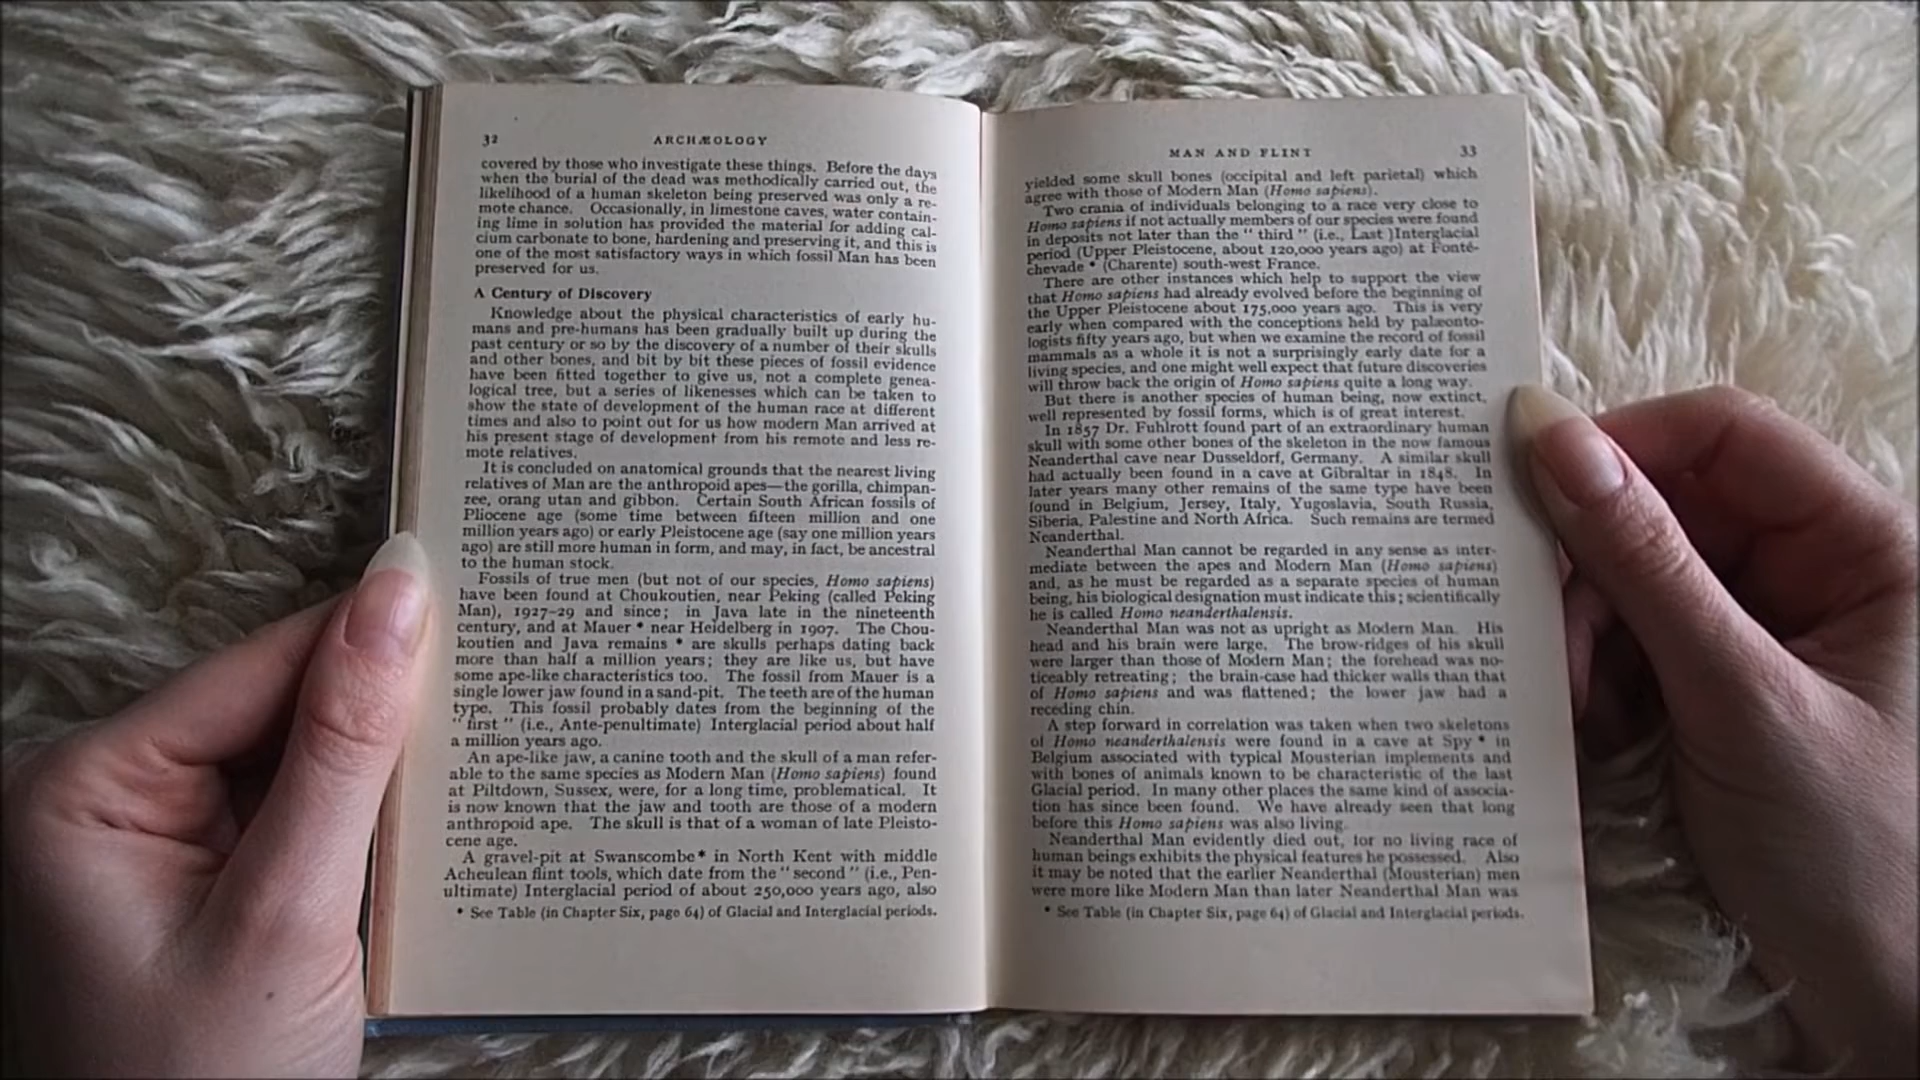 32
ARCHÆOLOGY
covered by those who investigate these things. Before the days
when the burial of the dead was methodically carried out, the
likelihood of a human skeleton being preserved was only a re-
mote chance. Occasionally, in limestone caves, water contain-
ing lime in solution has provided the material for adding cal-
cium carbonate to bone, hardening and preserving it, and this is
one of the most satisfactory ways in which fossil Man has been
preserved for us.
A Century of Discovery
Knowledge about the physical characteristics of early hu-
mans and pre-humans has been gradually built up during the
past century or so by the discovery of a number of their skulls
and other bones, and bit by bit these pieces of fossil evidence
have been fitted together to give us, not a complete genea-
logical tree, but a series of likenesses which can be taken to
show the state of development of the human race at different
times and also to point out for us how modern Man arrived at
his present stage of development from his remote and less re-
mote relatives.
It is concluded on anatomical grounds that the nearest living
relatives of Man are the anthropoid apes—the gorilla, chimpan-
zee, orang utan and gibbon. Certain South African fossils of
Pliocene age (some time between fifteen million and one
million years ago) or early Pleistocene age (say one million years
ago) are still more human in form, and may, in fact, be ancestral
to the human stock.
Fossils of true men (but not of our species, Homo sapiens)
have been found at Choukoutien, near Peking (called Peking
Man), 1927–29 and since; in Java late in the nineteenth
century, and at Mauer * near Heidelberg in 1907. The Chou-
koutien and Java remains * are skulls perhaps dating back
more than half a million years; they are like us, but have
some ape-like characteristics too. The fossil from Mauer is a
single lower jaw found in a sand-pit. The teeth are of the human
type. This fossil probably dates from the beginning of the
" first " (i.e., Ante-penultimate) Interglacial period about half
a million years ago.
An ape-like jaw, a canine tooth and the skull of a man refer-
able to the same species as Modern Man (Homo sapiens) found
at Piltdown, Sussex, were, for a long time, problematical. It
is now known that the jaw and tooth are those of a modern
anthropoid ape. The skull is that of a woman of late Pleisto-
cene age.
A gravel-pit at Swanscombe* in North Kent with middle
Acheulean flint tools, which date from the " second " (i.e., Pen-
ultimate) Interglacial period of about 250,000 years ago, also
* See Table (in Chapter Six, page 64) of Glacial and Interglacial periods.
MAN AND FLINT
33
yielded some skull bones (occipital and left parietal) which
agree with those of Modern Man (Homo sapiens).
Two crania of individuals belonging to a race very close to
Homo sapiens if not actually members of our species were found
in deposits not later than the " third " (i.e., Last )Interglacial
period (Upper Pleistocene, about 120,000 years ago) at Fonté-
chevade * (Charente) south-west France.
There are other instances which help to support the view
that Homo sapiens had already evolved before the beginning of
the Upper Pleistocene about 175,000 years ago. This is very
early when compared with the conceptions held by palæonto-
logists fifty years ago, but when we examine the record of fossil
mammals as a whole it is not a surprisingly early date for a
living species, and one might well expect that future discoveries
will throw back the origin of Homo sapiens quite a long way.
But there is another species of human being, now extinct,
well represented by fossil forms, which is of great interest.
In 1857 Dr. Fuhlrott found part of an extraordinary human
skull with some other bones of the skeleton in the now famous
Neanderthal cave near Dusseldorf, Germany. A similar skull
had actually been found in a cave at Gibraltar in 1848. In
later years many other remains of the same type have been
found in Belgium, Jersey, Italy, Yugoslavia, South Russia,
Siberia, Palestine and North Africa. Such remains are termed
Neanderthal.
Neanderthal Man cannot be regarded in any sense as inter-
mediate between the apes and Modern Man (Homo sapiens)
and, as he must be regarded as a separate species of human
being, his biological designation must indicate this; scientifically
he is called Homo neanderthalensis.
Neanderthal Man was not as upright as Modern Man. His
head and his brain were large. The brow-ridges of his skull
were larger than those of Modern Man; the forehead was no-
ticeably retreating; the brain-case had thicker walls than that
of Homo sapiens and was flattened; the lower jaw had a
receding chin.
A step forward in correlation was taken when two skeletons
of Homo neanderthalensis were found in a cave at Spy * in
Belgium associated with typical Mousterian implements and
with bones of animals known to be characteristic of the last
Glacial period. In many other places the same kind of associa-
tion has since been found. We have already seen that long
before this Homo sapiens was also living.
Neanderthal Man evidently died out, for no living race of
human beings exhibits the physical features he possessed. Also
it may be noted that the earlier Neanderthal (Mousterian) men
were more like Modern Man than later Neanderthal Man was
* See Table (in Chapter Six, page 64) of Glacial and Interglacial periods.